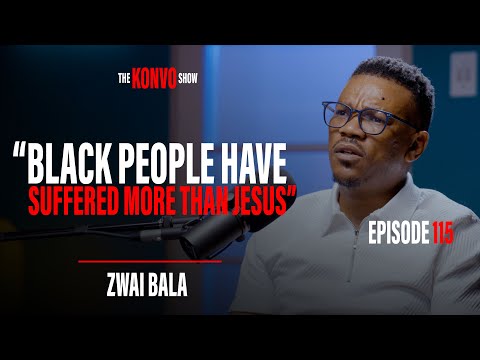 THE KONVO SHOW
“BLACK PEOPLE HAVE
SUFFERED MORE THAN JESUS”
EPISODE 115
ZWAI BALA